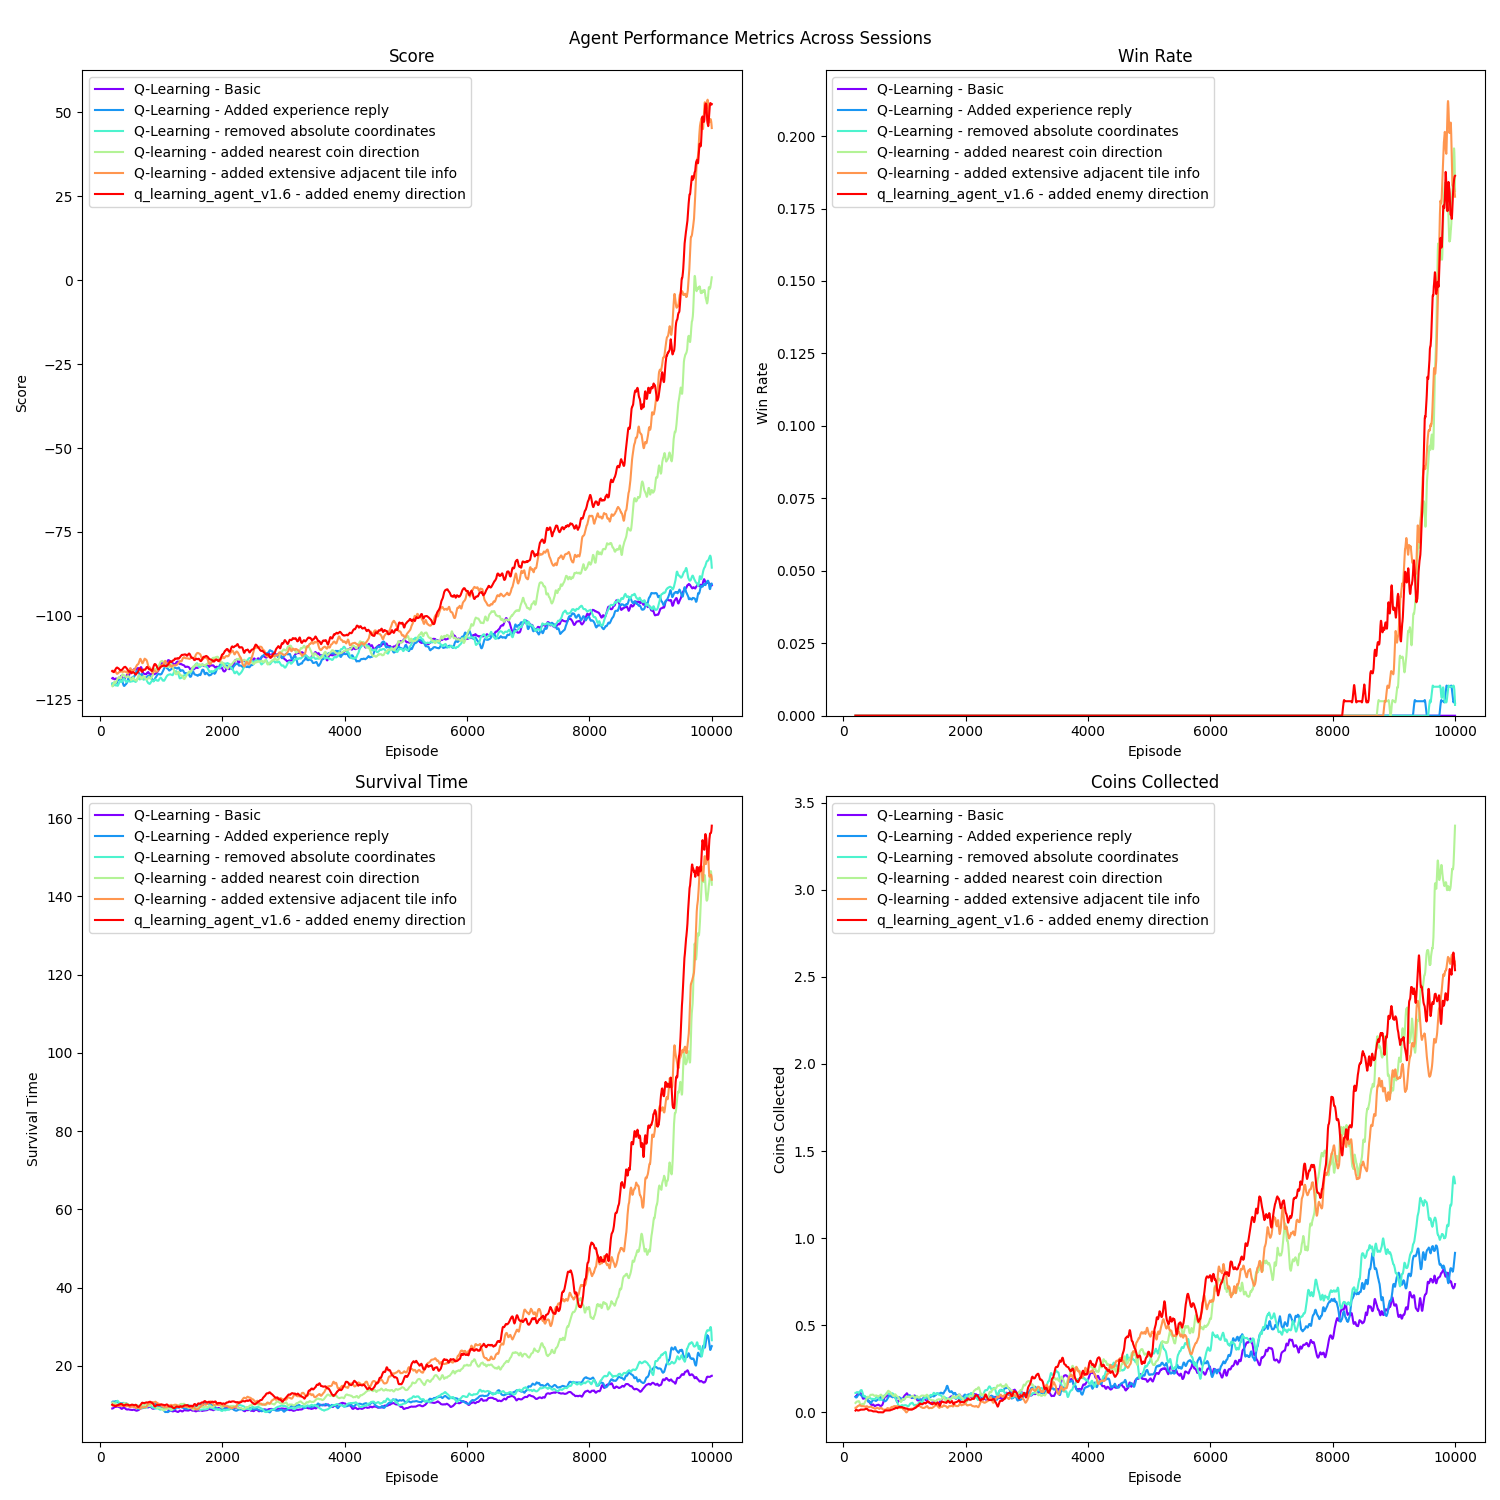 Agent Performance Metrics Across Sessions
Score
Q-Learning - Basic
Q-Learning - Added experience reply
Q-Learning - removed absolute coordinates
Q-learning - added nearest coin direction
Q-learning - added extensive adjacent tile info
q_learning_agent_v1.6 - added enemy direction
50
25
0
−25
−50
−75
−100
−125
Score
0 2000 4000 6000 8000 10000
Episode
Win Rate
Q-Learning - Basic
Q-Learning - Added experience reply
Q-Learning - removed absolute coordinates
Q-learning - added nearest coin direction
Q-learning - added extensive adjacent tile info
q_learning_agent_v1.6 - added enemy direction
0.200
0.175
0.150
0.125
0.100
0.075
0.050
0.025
0.000
Win Rate
0 2000 4000 6000 8000 10000
Episode
Survival Time
Q-Learning - Basic
Q-Learning - Added experience reply
Q-Learning - removed absolute coordinates
Q-learning - added nearest coin direction
Q-learning - added extensive adjacent tile info
q_learning_agent_v1.6 - added enemy direction
160
140
120
100
80
60
40
20
Survival Time
0 2000 4000 6000 8000 10000
Episode
Coins Collected
Q-Learning - Basic
Q-Learning - Added experience reply
Q-Learning - removed absolute coordinates
Q-learning - added nearest coin direction
Q-learning - added extensive adjacent tile info
q_learning_agent_v1.6 - added enemy direction
3.5
3.0
2.5
2.0
1.5
1.0
0.5
0.0
Coins Collected
0 2000 4000 6000 8000 10000
Episode